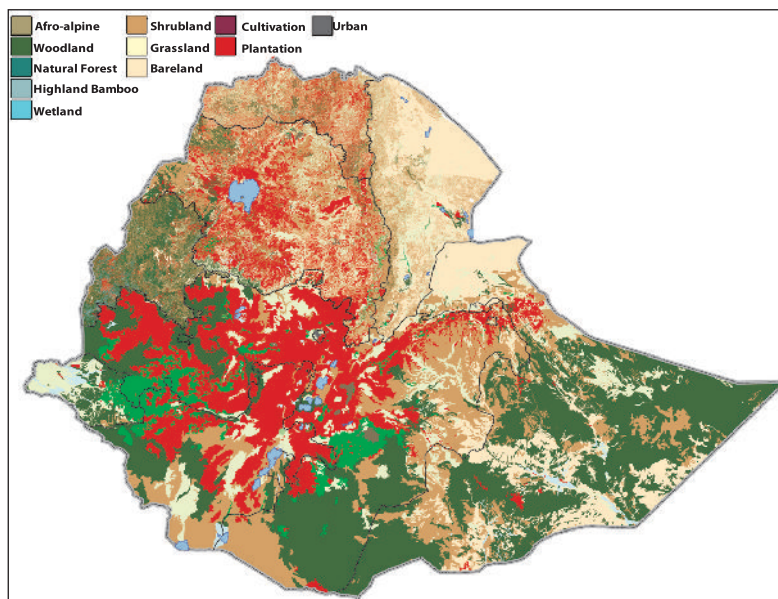 Afro-alpine Shrubland Cultivation Urban
Woodland Grassland Plantation
Natural Forest Bareland
Highland Bamboo
Wetland